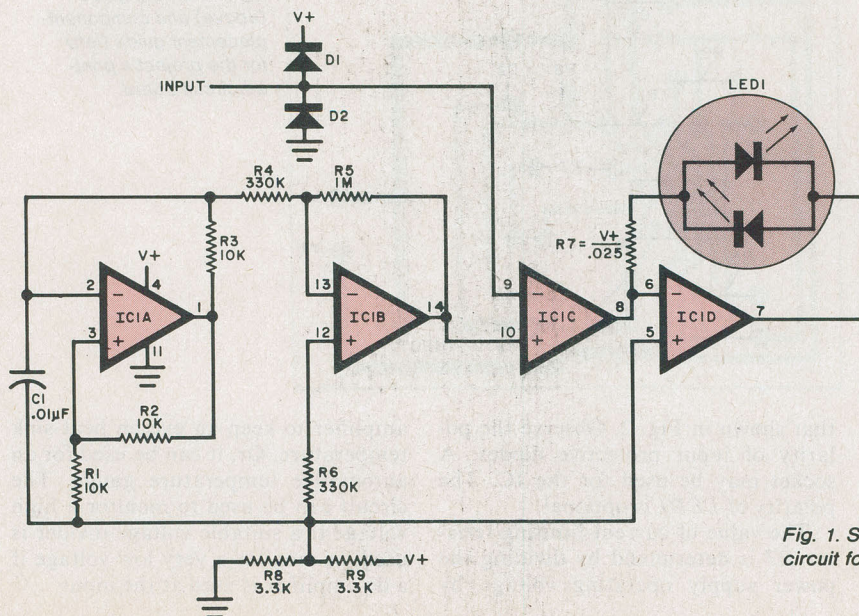 V+
D1
INPUT
D2
LED1
R4
330K
R5
1M
R3
10K
R7= V+
.025
V+
2
−
4
13
−
9
−
8
6
−
IC1A
1
IC1B
14
IC1C
IC1D
7
3
+
11
12
+
10
+
5
+
C1
.01µF
R2
10K
R1
10K
R6
330K
R8
3.3K
R9
3.3K
V+
Fig. 1. S
circuit fo